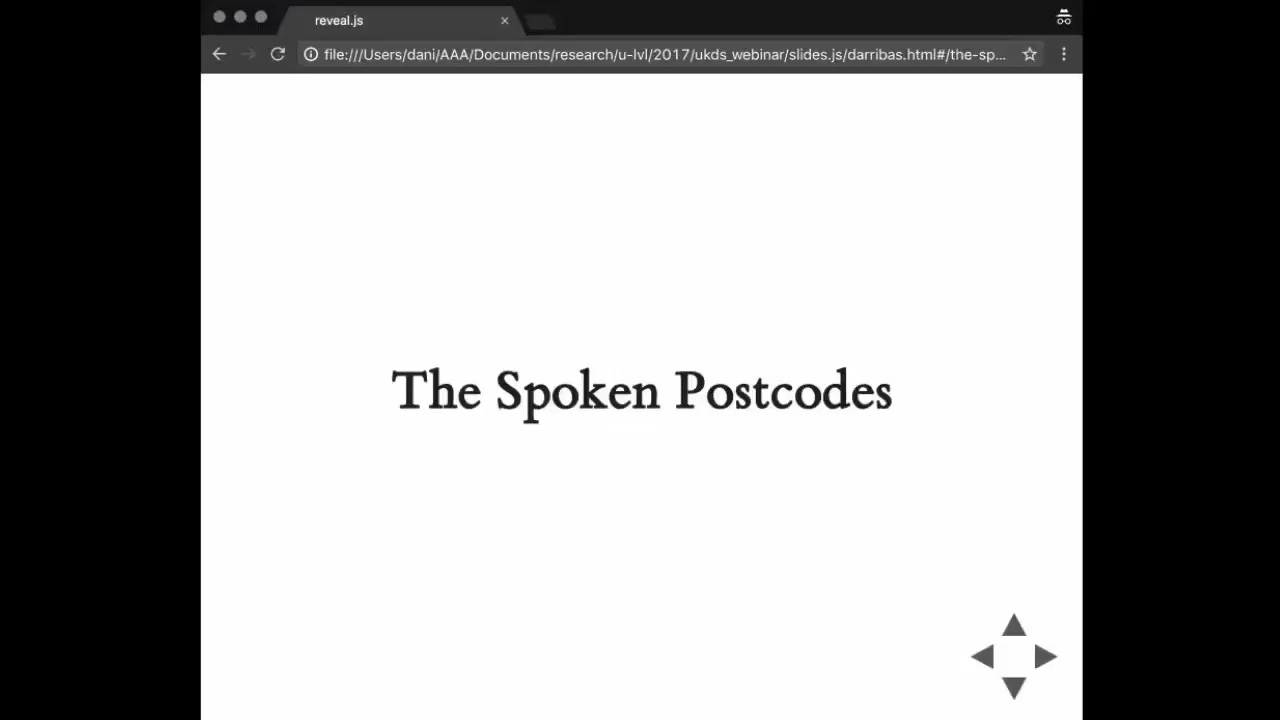 reveal.js
file:///Users/dani/AAA/Documents/research/u-lvl/2017/ukds_webinar/slides.js/darribas.html#/the-sp...
The Spoken Postcodes